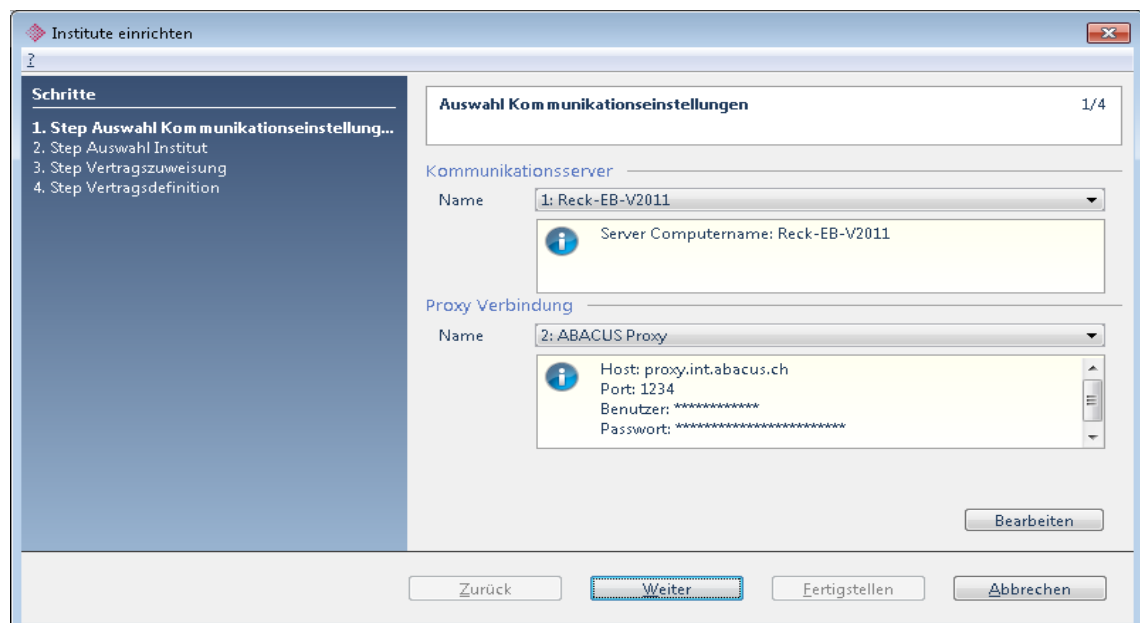 Institute einrichten
?
Schritte
1. Step Auswahl Kommunikationseinstellung...
2. Step Auswahl Institut
3. Step Vertragszuweisung
4. Step Vertragsdefinition
Auswahl Kommunikationseinstellungen 1/4
Kommunikationsserver
Name 1: Reck-EB-V2011
Server Computername: Reck-EB-V2011
Proxy Verbindung
Name 2: ABACUS Proxy
Host: proxy.int.abacus.ch
Port: 1234
Benutzer: ************
Passwort: ************************
Bearbeiten
Zurück Weiter Fertigstellen Abbrechen